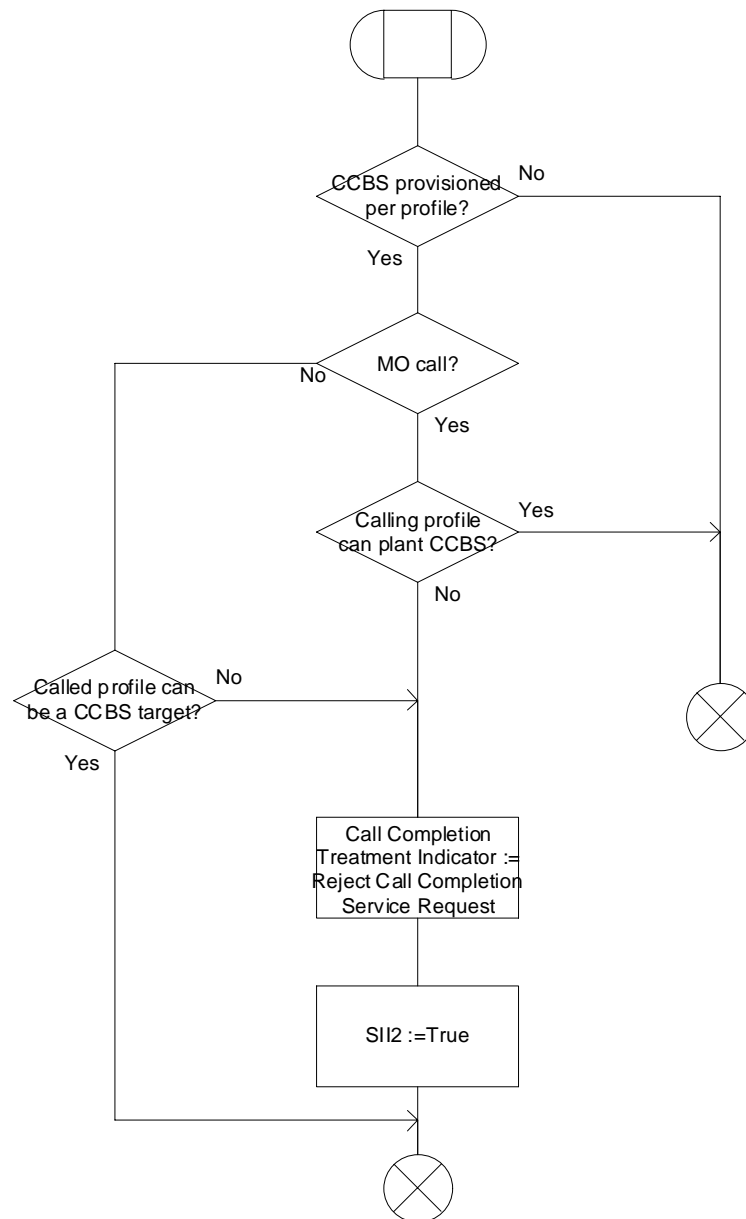 CCBS provisioned
per profile?
No
Yes
MO call?
No
Yes
Calling profile
can plant CCBS?
Yes
No
Called profile can
be a CCBS target?
No
Yes
Call Completion
Treatment Indicator :=
Reject Call Completion
Service Request
SII2 :=True